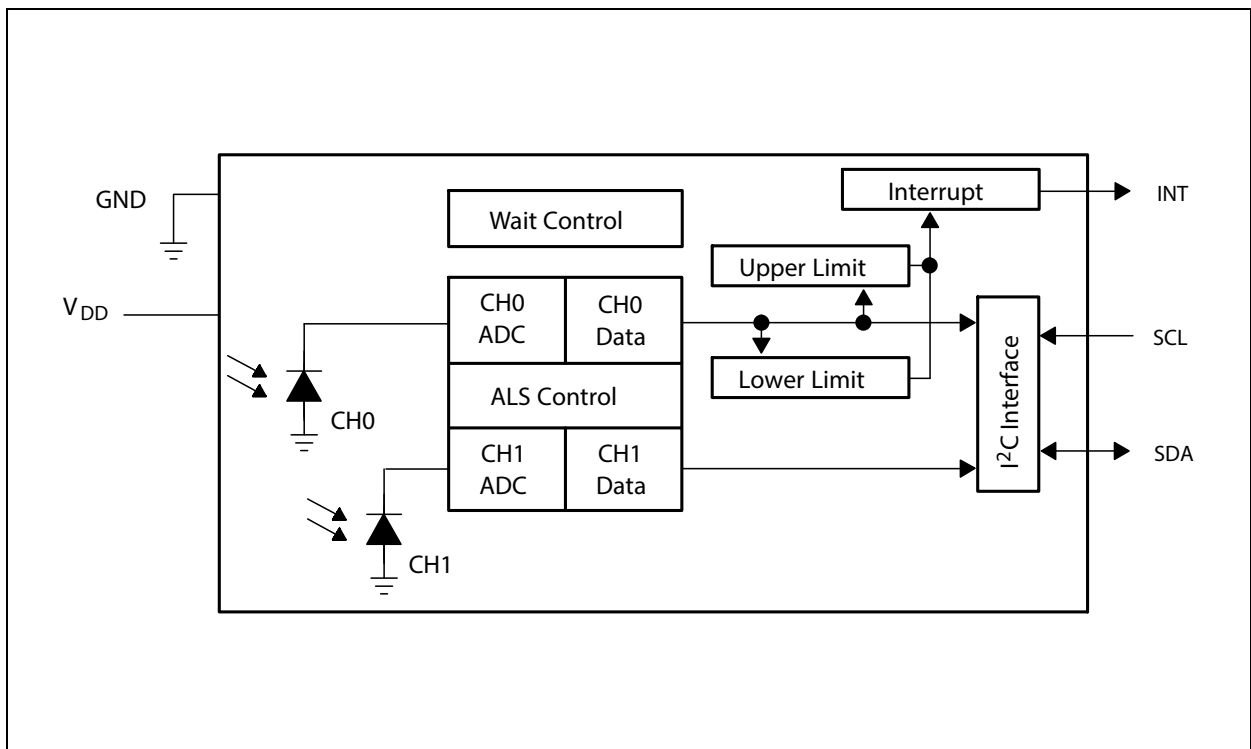 GND
V DD
Wait Control
CH0
ADC
CH0
Data
ALS Control
CH1
ADC
CH1
Data
CH0
CH1
Interrupt
Upper Limit
Lower Limit
I²C Interface
INT
SCL
SDA